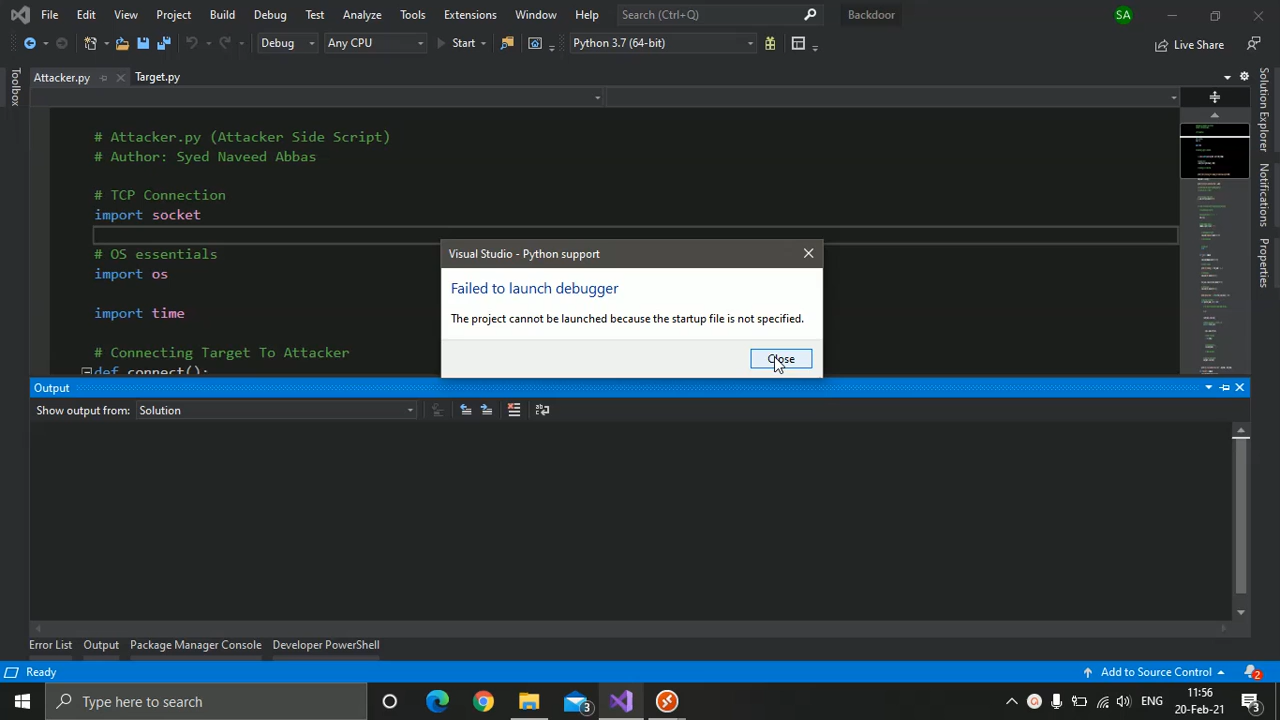 File Edit View Project Build Debug Test Analyze Tools Extensions Window Help Search (Ctrl+Q) Backdoor SA
Debug Any CPU Start Python 3.7 (64-bit) Live Share
Attacker.py Target.py
Toolbox
Solution Explorer
Notifications
Properties
# Attacker.py (Attacker Side Script)
# Author: Syed Naveed Abbas
# TCP Connection
import socket
# OS essentials
import os
import time
# Connecting Target To Attacker
def connect():
Visual Studio - Python support
Failed to launch debugger
The project cannot be launched because the startup file is not specified.
Close
Output
Show output from: Solution
Error List Output Package Manager Console Developer PowerShell
Ready Add to Source Control 2
Type here to search 3 ENG 11:56
20-Feb-21 3